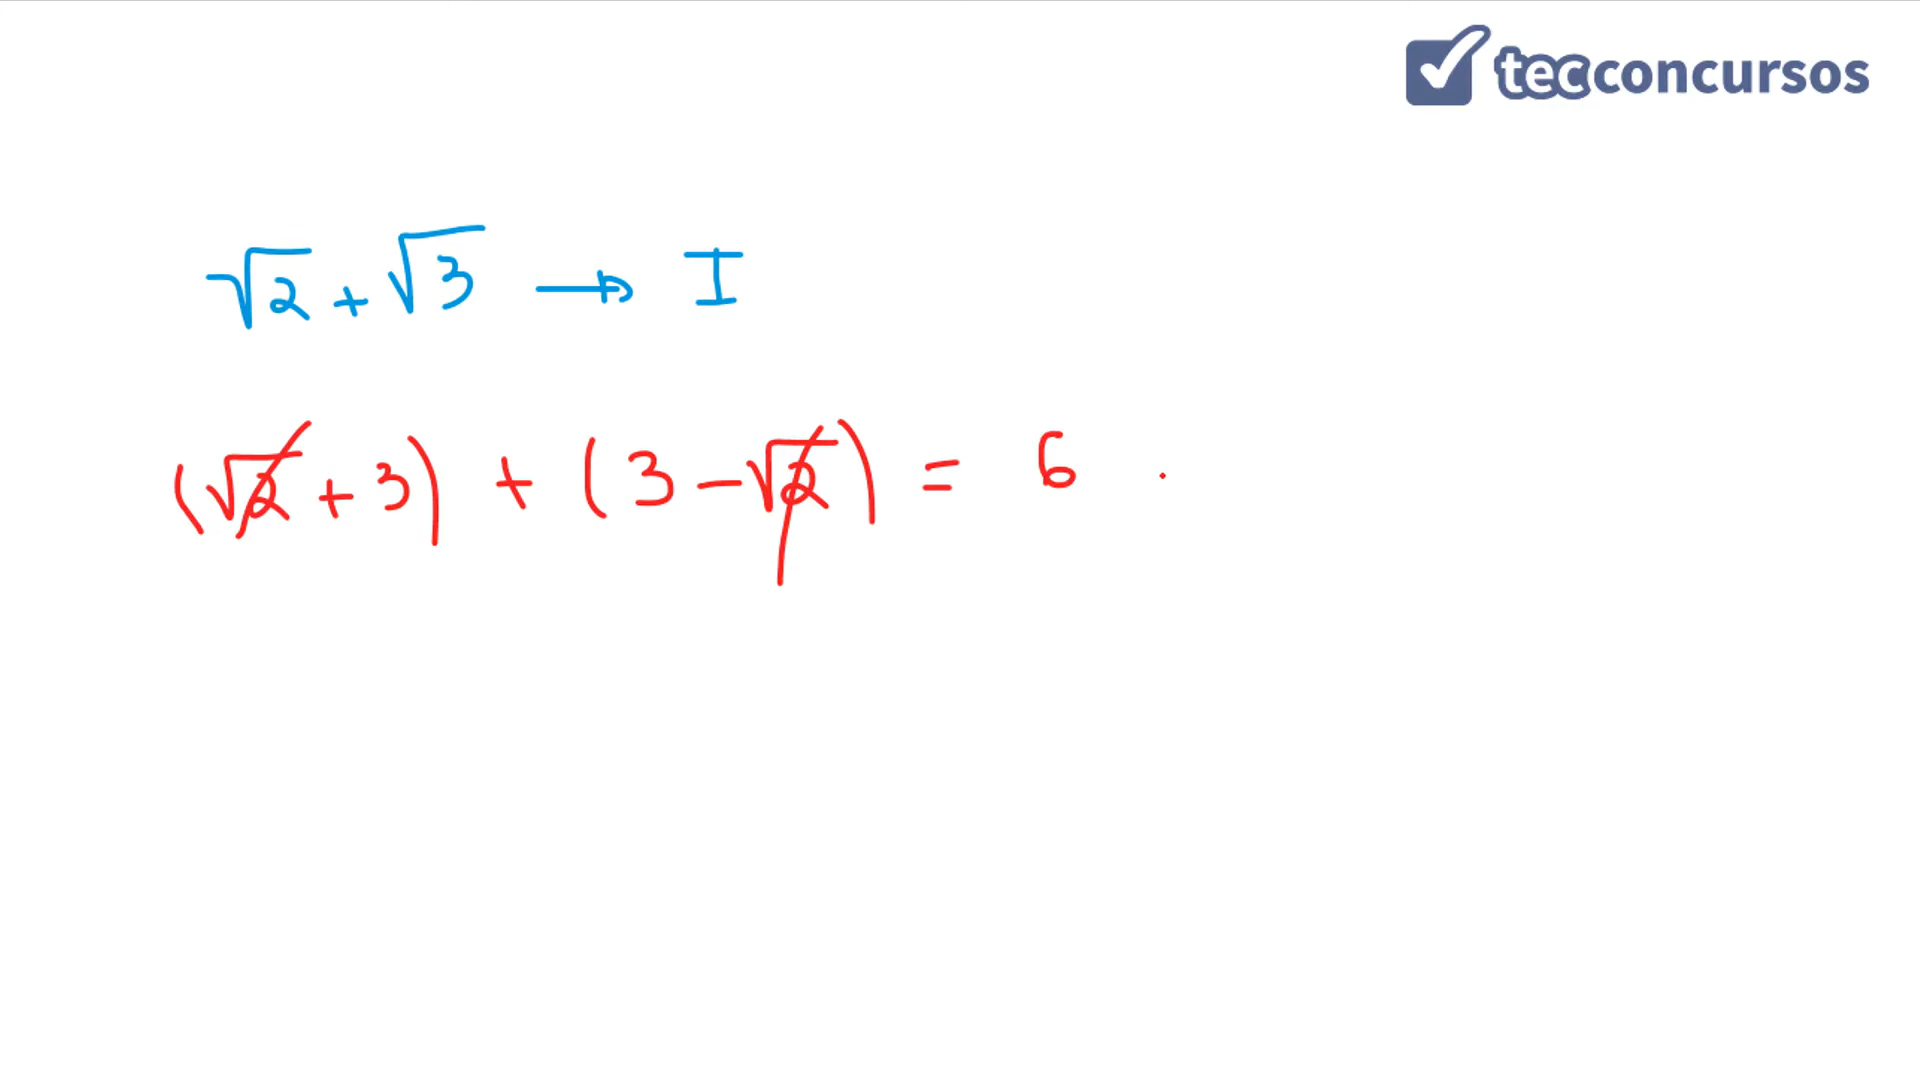 tecconcursos
√2 + √3 → I
(√2 + 3) + (3 - √2) = 6